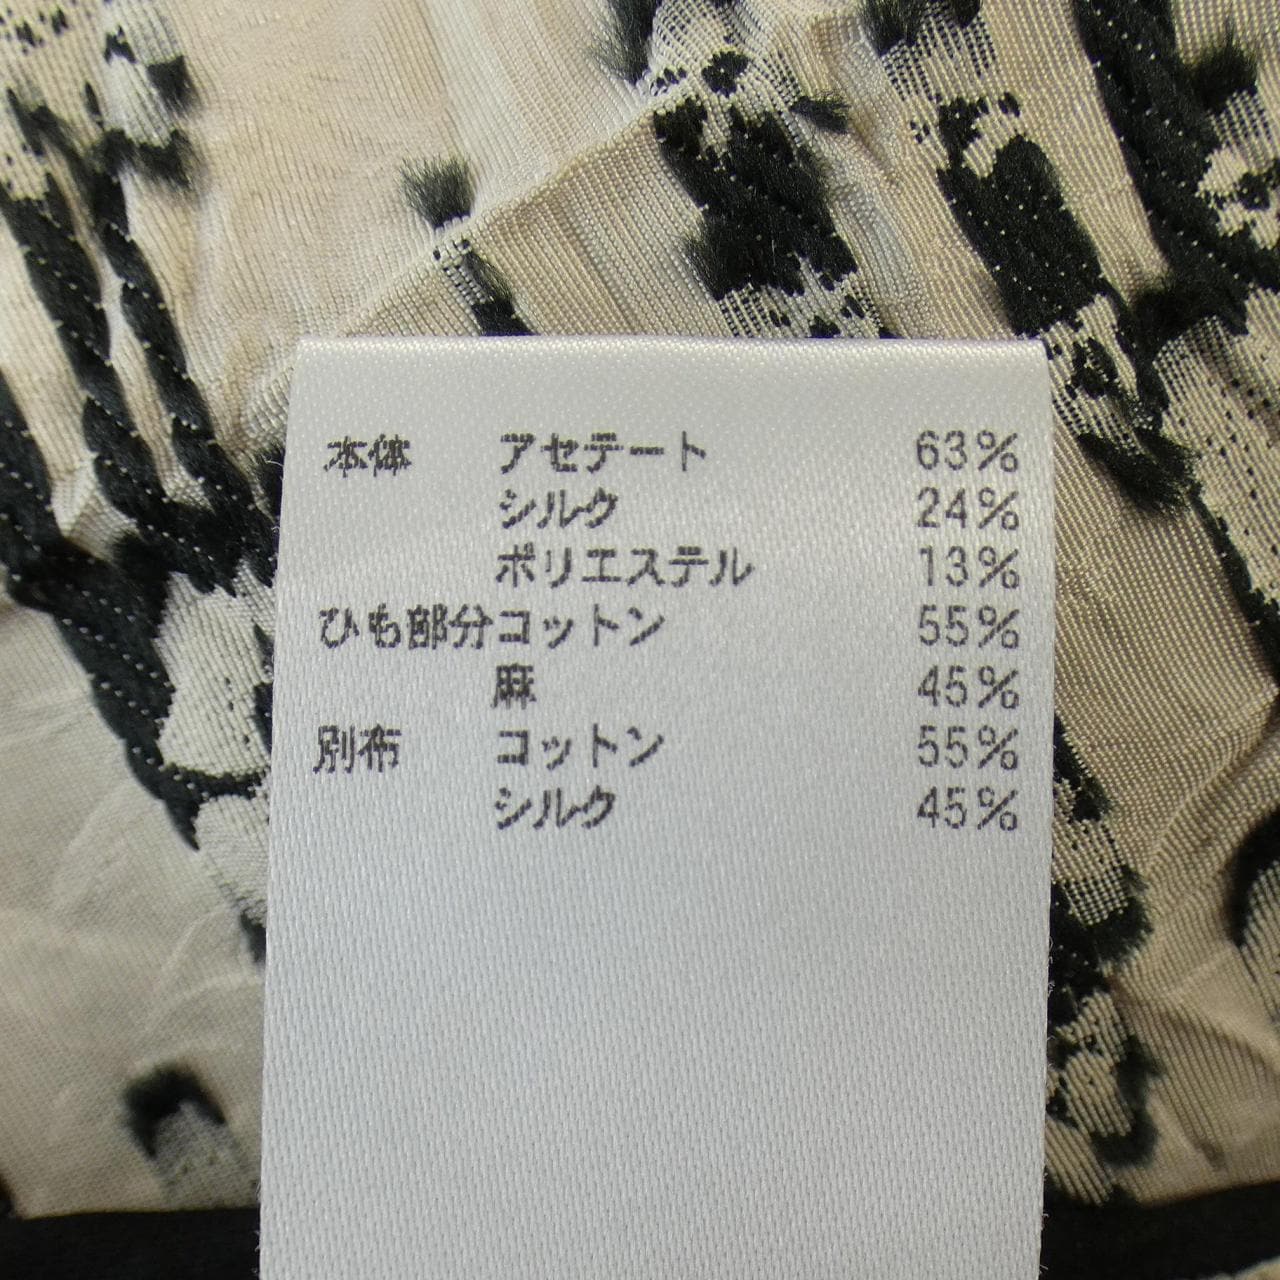 本体 アセテート 63%
シルク 24%
ポリエステル 13%
ひも部分 コットン 55%
麻 45%
別布 コットン 55%
シルク 45%